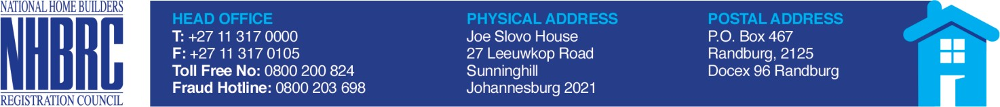 NATIONAL HOME BUILDERS
NHBRC
REGISTRATION COUNCIL
HEAD OFFICE
T: +27 11 317 0000
F: +27 11 317 0105
Toll Free No: 0800 200 824
Fraud Hotline: 0800 203 698
PHYSICAL ADDRESS
Joe Slovo House
27 Leeuwkop Road
Sunninghill
Johannesburg 2021
POSTAL ADDRESS
P.O. Box 467
Randburg, 2125
Docex 96 Randburg